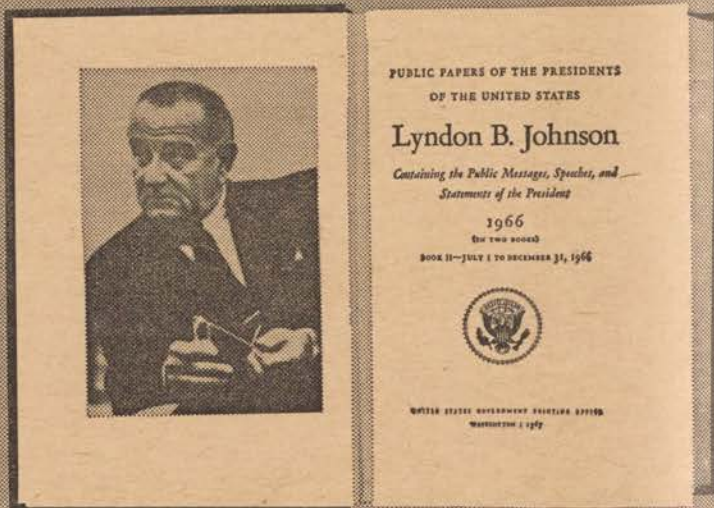 PUBLIC PAPERS OF THE PRESIDENTS
OF THE UNITED STATES
Lyndon B. Johnson
Containing the Public Messages, Speeches, and
Statements of the President
1966
(IN TWO BOOKS)
BOOK II—JULY 1 TO DECEMBER 31, 1966
UNITED STATES GOVERNMENT PRINTING OFFICE
WASHINGTON : 1967